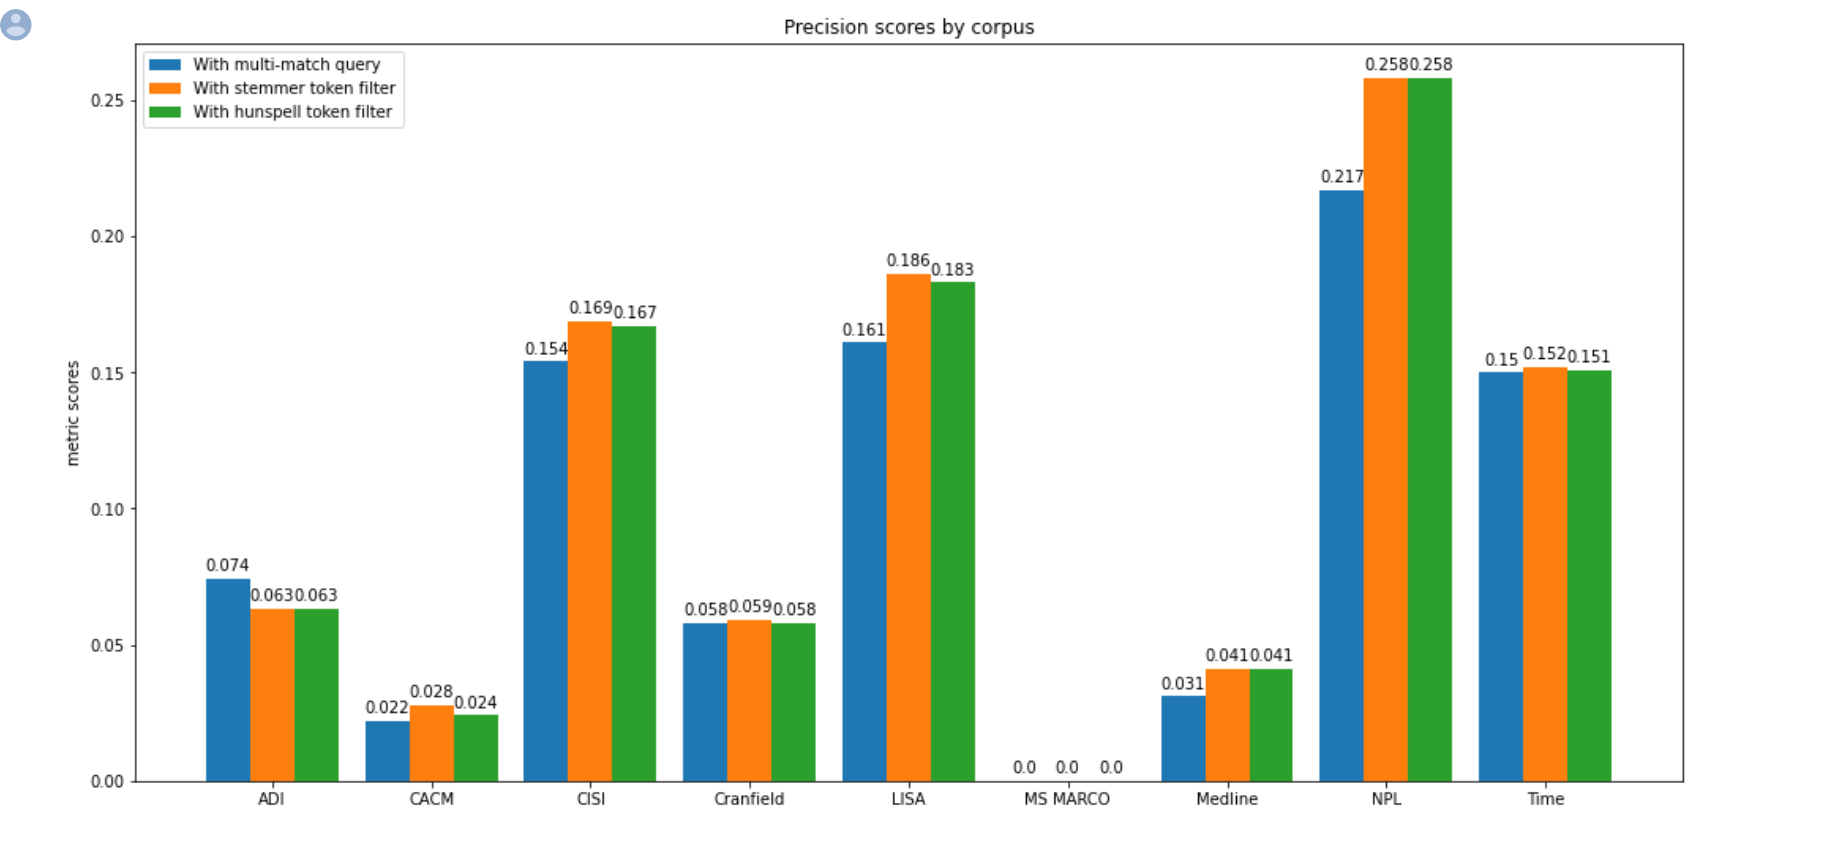 Precision scores by corpus
With multi-match query
With stemmer token filter
With hunspell token filter
metric scores
0.25
0.20
0.15
0.10
0.05
0.00
0.074
0.063
0.063
0.022
0.028
0.024
0.154
0.169
0.167
0.058
0.059
0.058
0.161
0.186
0.183
0.0
0.0
0.0
0.031
0.041
0.041
0.217
0.258
0.258
0.15
0.152
0.151
ADI
CACM
CISI
Cranfield
LISA
MS MARCO
Medline
NPL
Time